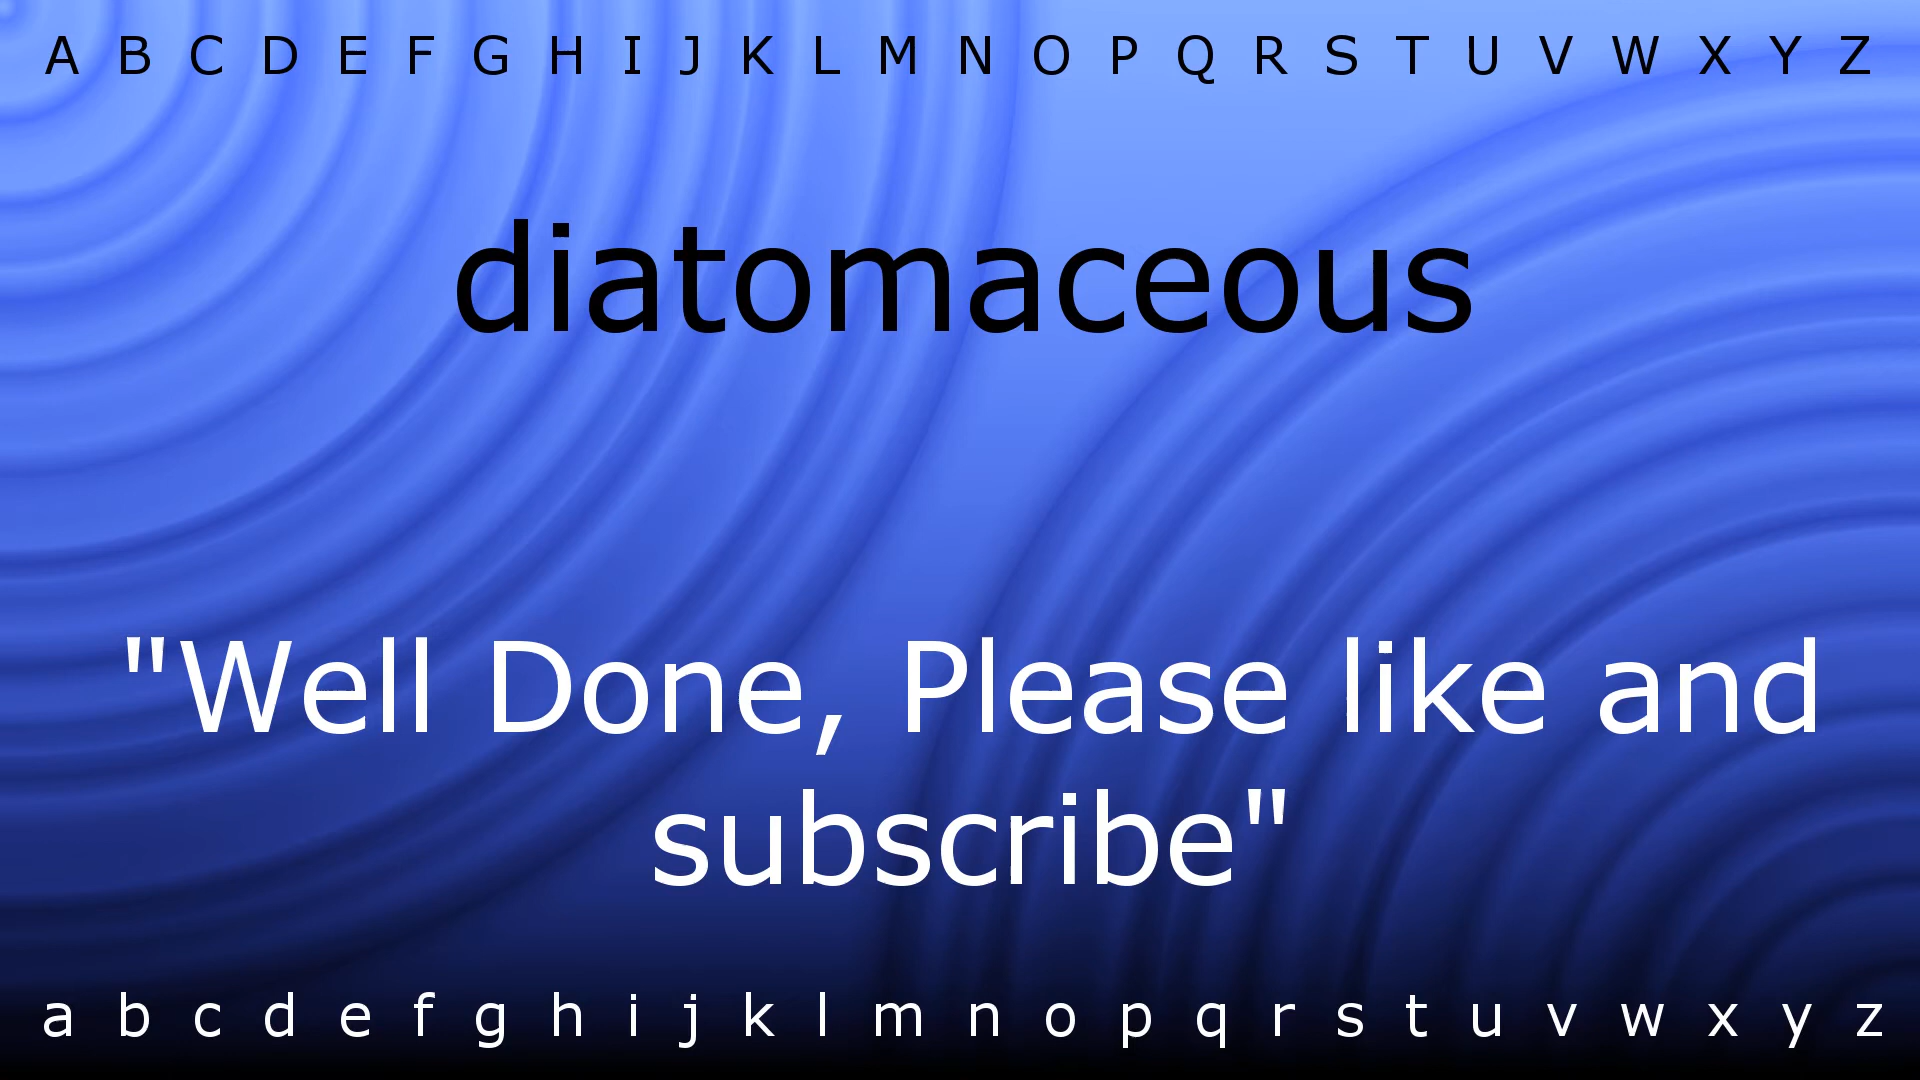 A B C D E F G H I J K L M N O P Q R S T U V W X Y Z
diatomaceous
"Well Done, Please like and
subscribe"
a b c d e f g h i j k l m n o p q r s t u v w x y z